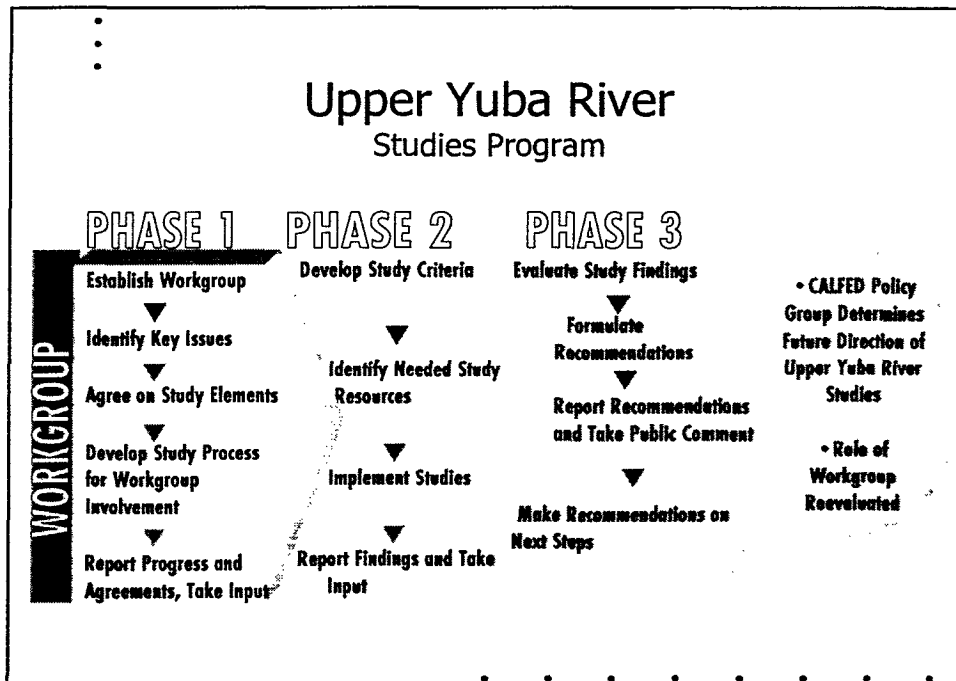 Upper Yuba River
Studies Program
PHASE 1
Establish Workgroup
Identify Key Issues
Agree on Study Elements
Develop Study Process
for Workgroup
Involvement
Report Progress and
Agreements, Take Input
WORKGROUP
PHASE 2
Develop Study Criteria
Identify Needed Study
Resources
Implement Studies
Report Findings and Take
Input
PHASE 3
Evaluate Study Findings
Formulate
Recommendations
Report Recommendations
and Take Public Comment
Make Recommendations on
Next Steps
• CALFED Policy
Group Determines
Future Direction of
Upper Yuba River
Studies
• Role of
Workgroup
Reevaluated